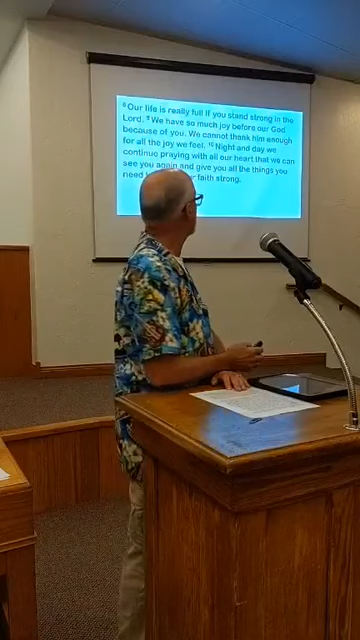 ⁸Our life is really full if you stand strong in the
Lord. ⁹We have so much joy before our God
because of you. We cannot thank him enough
for all the joy we feel. ¹⁰Night and day we
continue praying with all our heart that we can
see you again and give you all the things you
need faith strong.